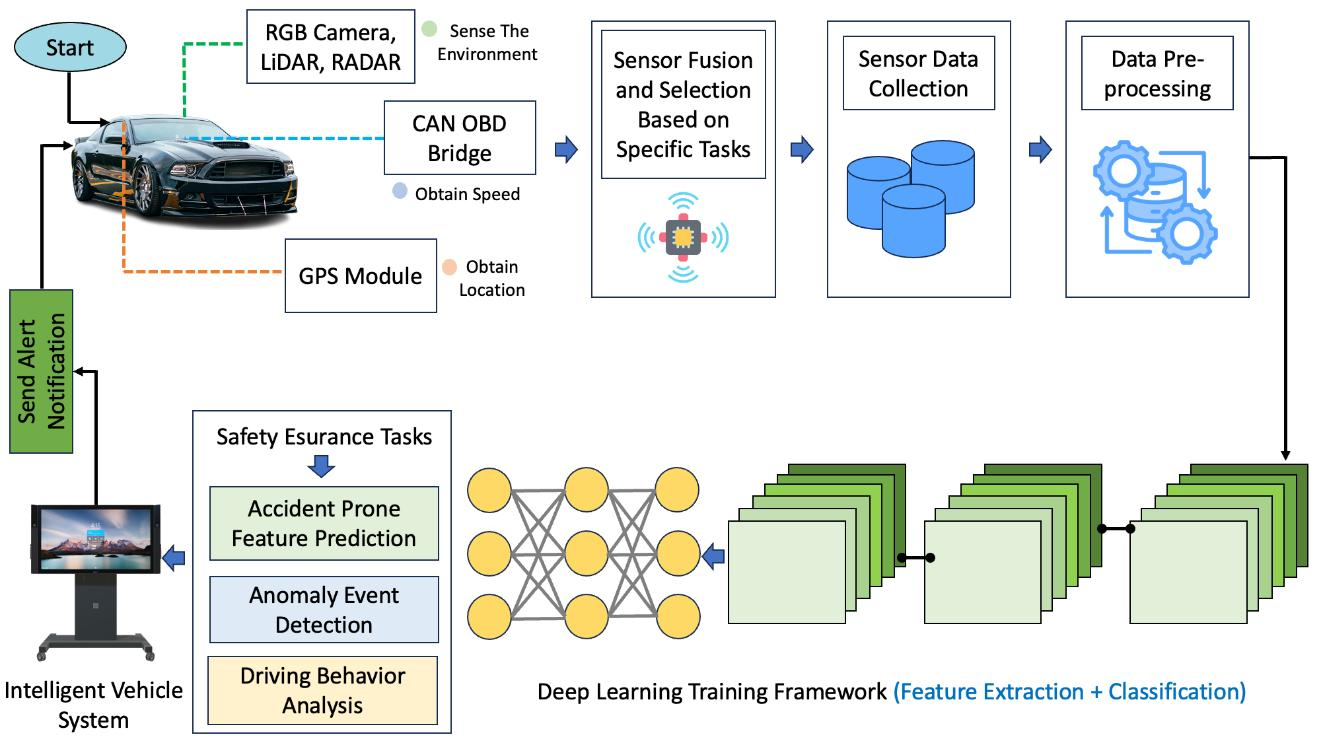 Start
RGB Camera,
LiDAR, RADAR
Sense The
Environment
CAN OBD
Bridge
Obtain Speed
GPS Module
Obtain
Location
Sensor Fusion
and Selection
Based on
Specific Tasks
Sensor Data
Collection
Data Pre-
processing
Send Alert
Notification
Safety Esurance Tasks
Accident Prone
Feature Prediction
Anomaly Event
Detection
Driving Behavior
Analysis
Intelligent Vehicle
System
Deep Learning Training Framework (Feature Extraction + Classification)